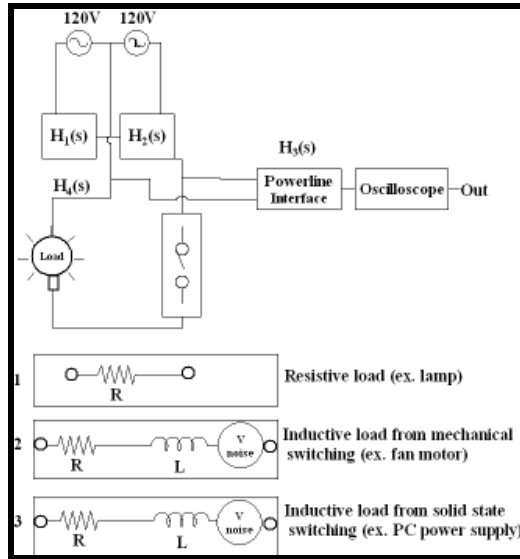 120V 120V
H1(s) H2(s)
H3(s)
H4(s)
Powerline
Interface
Oscilloscope
Out
Load
1
R
Resistive load (ex. lamp)
2
R
L
V
noise
Inductive load from mechanical
switching (ex. fan motor)
3
R
L
V
noise
Inductive load from solid state
switching (ex. PC power supply)